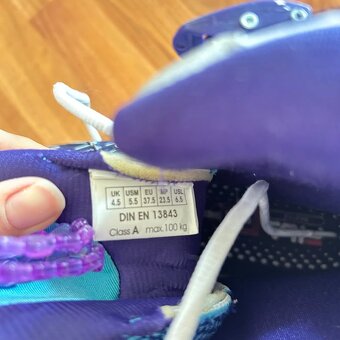 UK USM EU MP USL
4.5 5.5 37.5 23.5 6.5
DIN EN 13843
Class A max.100 kg